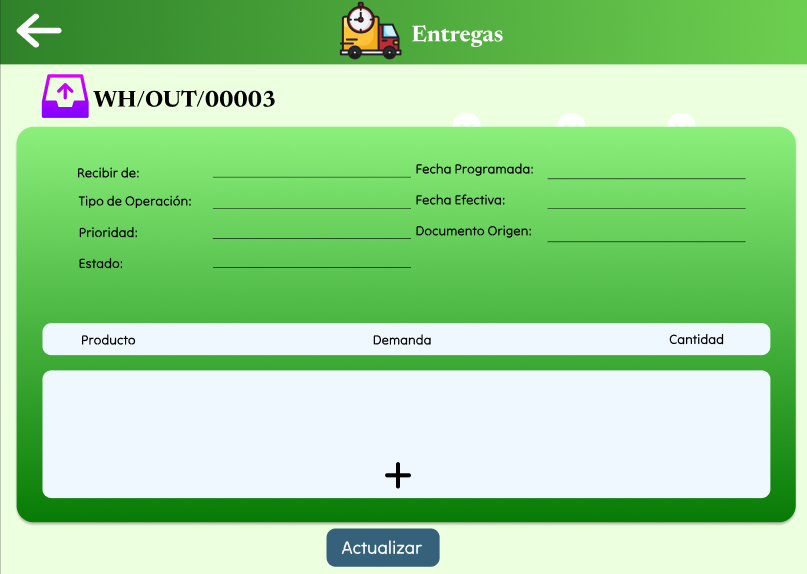 Entregas
WH/OUT/00003
Recibir de:
Fecha Programada:
Tipo de Operación:
Fecha Efectiva:
Prioridad:
Documento Origen:
Estado:
Producto Demanda Cantidad
Actualizar